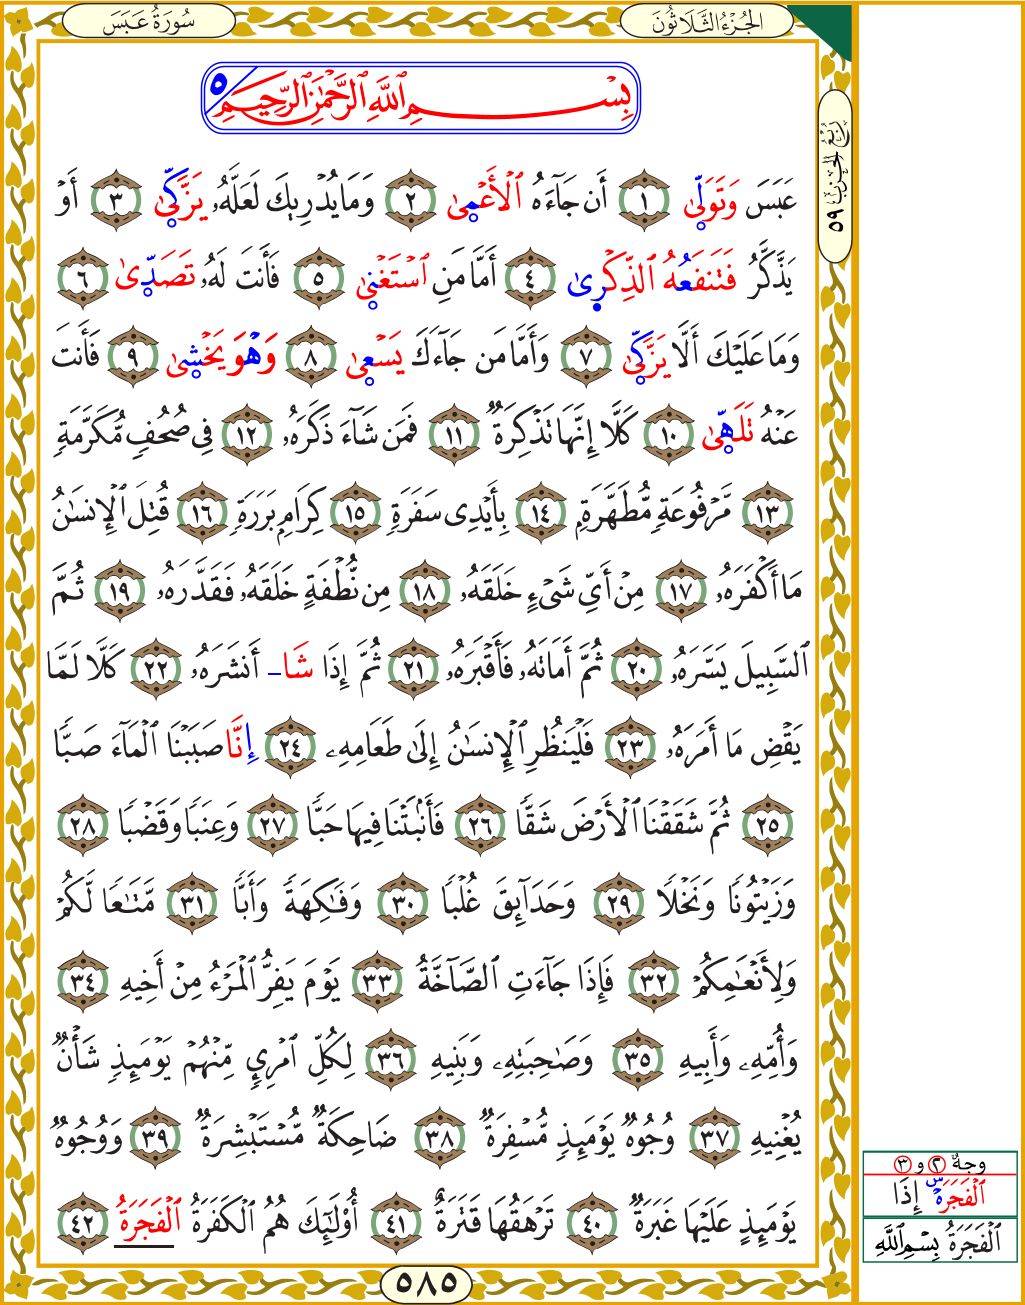 سُورَةُ عَبَسَ
الجُزْءُ الثَّلَاثُونَ
رُبْعُ الحِزْبِ ٥٩
٥
بِسْمِ ٱللَّهِ ٱلرَّحْمَٰنِ ٱلرَّحِيمِ
عَبَسَ وَتَوَلّٜىٰ ١ أَن جَآءَهُ ٱلْأَعْمٜىٰ ٢ وَمَا يُدْرِيكَ لَعَلَّهُۥ يَزَّكّٜىٰ ٣ أَوْ
يَذَّكَّرُ فَتَنفَعُهُ ٱلذِّكْرٜىٰ ٤ أَمَّا مَنِ ٱسْتَغْنٜىٰ ٥ فَأَنتَ لَهُۥ تَصَدّٜىٰ ٦
وَمَا عَلَيْكَ أَلَّا يَزَّكّٜىٰ ٧ وَأَمَّا مَن جَآءَكَ يَسْعٜىٰ ٨ وَهْوَ يَخْشٜىٰ ٩ فَأَنتَ
عَنْهُ تَلَهّٜىٰ ١٠ كَلَّآ إِنَّهَا تَذْكِرَةٌ ١١ فَمَن شَآءَ ذَكَرَهُۥ ١٢ فِى صُحُفٍ مُّكَرَّمَةٍ
١٣ مَّرْفُوعَةٍ مُّطَهَّرَةٍۭ ١٤ بِأَيْدِى سَفَرَةٍ ١٥ كِرَامٍۭ بَرَرَةٍ ١٦ قُتِلَ ٱلْإِنسَٰنُ
مَآ أَكْفَرَهُۥ ١٧ مِنْ أَىِّ شَىْءٍ خَلَقَهُۥ ١٨ مِن نُّطْفَةٍ خَلَقَهُۥ فَقَدَّرَهُۥ ١٩ ثُمَّ
ٱلسَّبِيلَ يَسَّرَهُۥ ٢٠ ثُمَّ أَمَاتَهُۥ فَأَقْبَرَهُۥ ٢١ ثُمَّ إِذَا شَا- أَنشَرَهُۥ ٢٢ كَلَّا لَمَّا
يَقْضِ مَآ أَمَرَهُۥ ٢٣ فَلْيَنظُرِ ٱلْإِنسَٰنُ إِلَىٰ طَعَامِهِۦٓ ٢٤ إِنَّا صَبَبْنَا ٱلْمَآءَ صَبًّا
٢٥ ثُمَّ شَقَقْنَا ٱلْأَرْضَ شَقًّا ٢٦ فَأَنۢبَتْنَا فِيهَا حَبًّا ٢٧ وَعِنَبًا وَقَضْبًا ٢٨
وَزَيْتُونًا وَنَخْلًا ٢٩ وَحَدَآئِقَ غُلْبًا ٣٠ وَفَٰكِهَةً وَأَبًّا ٣١ مَّتَٰعًا لَّكُمْ
وَلِأَنْعَٰمِكُمْ ٣٢ فَإِذَا جَآءَتِ ٱلصَّآخَّةُ ٣٣ يَوْمَ يَفِرُّ ٱلْمَرْءُ مِنْ أَخِيهِ ٣٤
وَأُمِّهِۦ وَأَبِيهِ ٣٥ وَصَٰحِبَتِهِۦ وَبَنِيهِ ٣٦ لِكُلِّ ٱمْرِئٍ مِّنْهُمْ يَوْمَئِذٍ شَأْنٌ
يُغْنِيهِ ٣٧ وُجُوهٌ يَوْمَئِذٍ مُّسْفِرَةٌ ٣٨ ضَاحِكَةٌ مُّسْتَبْشِرَةٌ ٣٩ وَوُجُوهٌ
يَوْمَئِذٍ عَلَيْهَا غَبَرَةٌ ٤٠ تَرْهَقُهَا قَتَرَةٌ ٤١ أُوْلَٰٓئِكَ هُمُ ٱلْكَفَرَةُ ٱلْفَجَرَةُ ٤٢
وجهٌ ٢ و ٣
ٱلْفَجَرَةُ س إِذَا
ٱلْفَجَرَةُ بِسْمِ ٱللَّهِ
٥٨٥